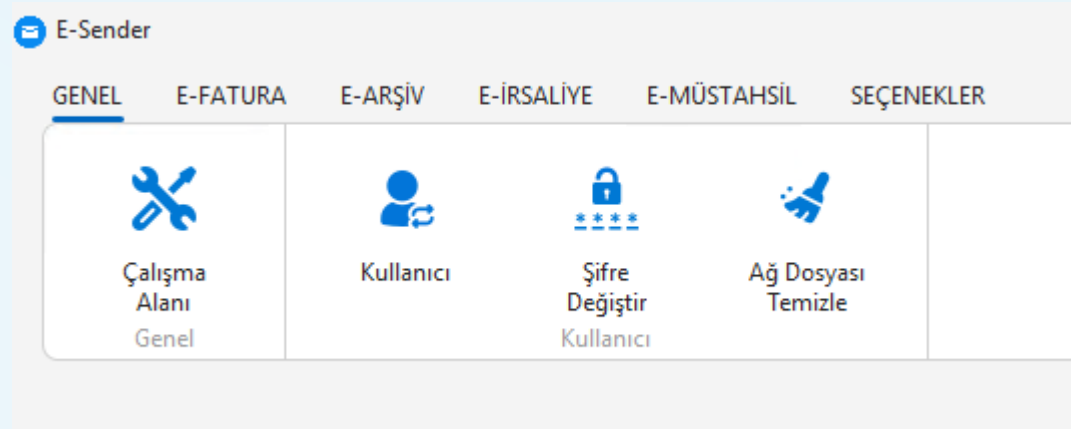 E-Sender
GENEL E-FATURA E-ARŞİV E-İRSALİYE E-MÜSTAHSİL SEÇENEKLER
Çalışma
Alanı
Genel
Kullanıcı
Şifre
Değiştir
Ağ Dosyası
Temizle
Kullanıcı